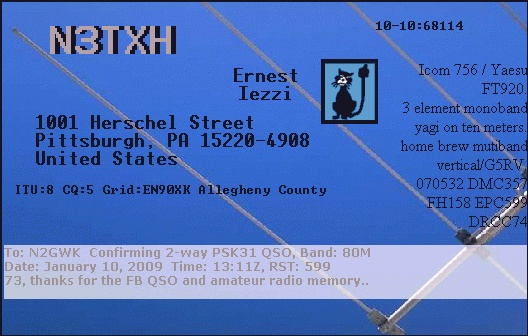 N3TXH
10-10:68114
Ernest
Iezzi
Icom 756 / Yaesu
FT920.
3 element monoband
yagi on ten meters.
home brew mutiband
vertical/G5RV.
070532 DMC357
FH158 EPC599
DRCC74
1001 Herschel Street
Pittsburgh, PA 15220-4908
United States
ITU:8 CQ:5 Grid:EN90XK Allegheny County
To: N2GWK Confirming 2-way PSK31 QSO, Band: 80M
Date: January 10, 2009 Time: 13:11Z, RST: 599
73, thanks for the FB QSO and amateur radio memory..